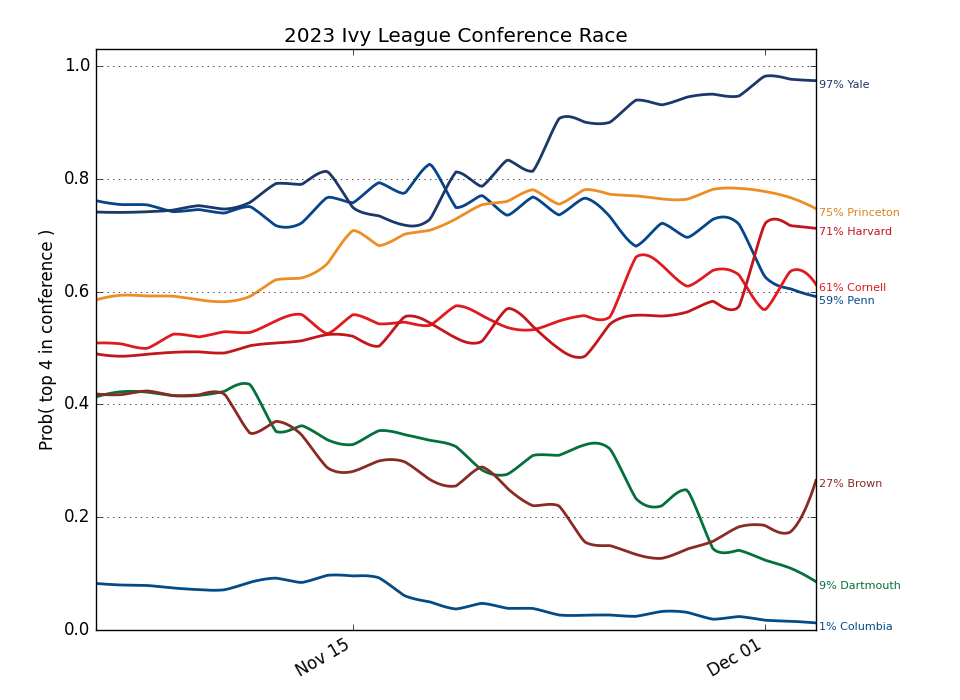 2023 Ivy League Conference Race
Prob( top 4 in conference )
1.0
0.8
0.6
0.4
0.2
0.0
Nov 15
Dec 01
97% Yale
75% Princeton
71% Harvard
61% Cornell
59% Penn
27% Brown
9% Dartmouth
1% Columbia